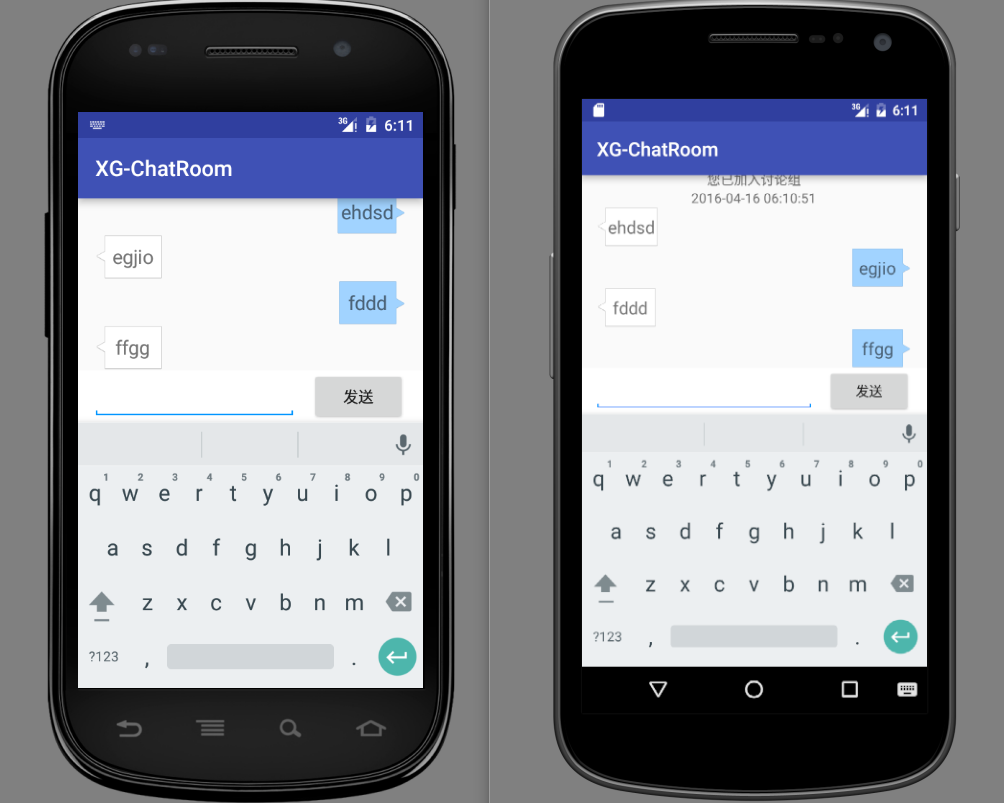 3G 6:11
XG-ChatRoom
ehdsd
egjio
fddd
ffgg
发送
1 2 3 4 5 6 7 8 9 0
q w e r t y u i o p
a s d f g h j k l
z x c v b n m
?123 , .
3G 6:11
XG-ChatRoom
您已加入讨论组
2016-04-16 06:10:51
ehdsd
egjio
fddd
ffgg
发送
1 2 3 4 5 6 7 8 9 0
q w e r t y u i o p
a s d f g h j k l
z x c v b n m
?123 , .